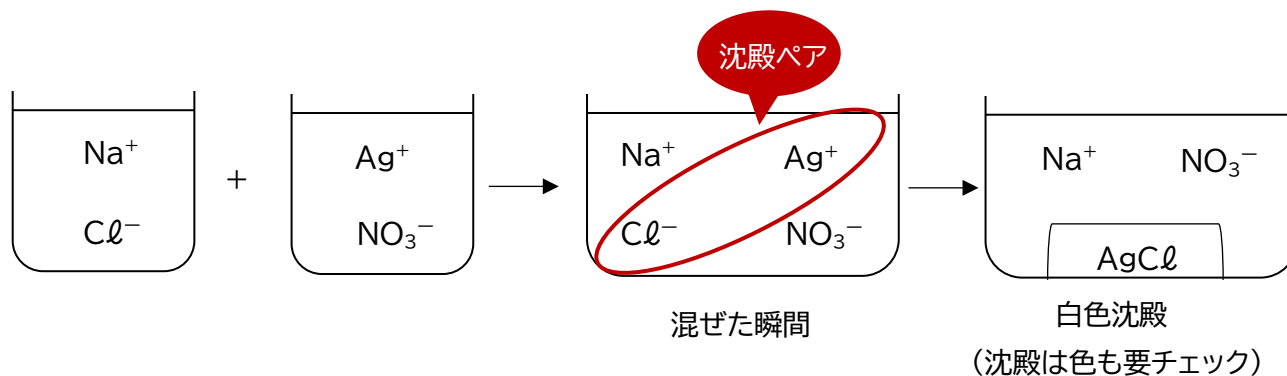 沈殿ペア
Na⁺
Cℓ⁻
+
Ag⁺
NO₃⁻
Na⁺
Ag⁺
Cℓ⁻
NO₃⁻
混ぜた瞬間
Na⁺
NO₃⁻
AgCℓ
白色沈殿
（沈殿は色も要チェック）